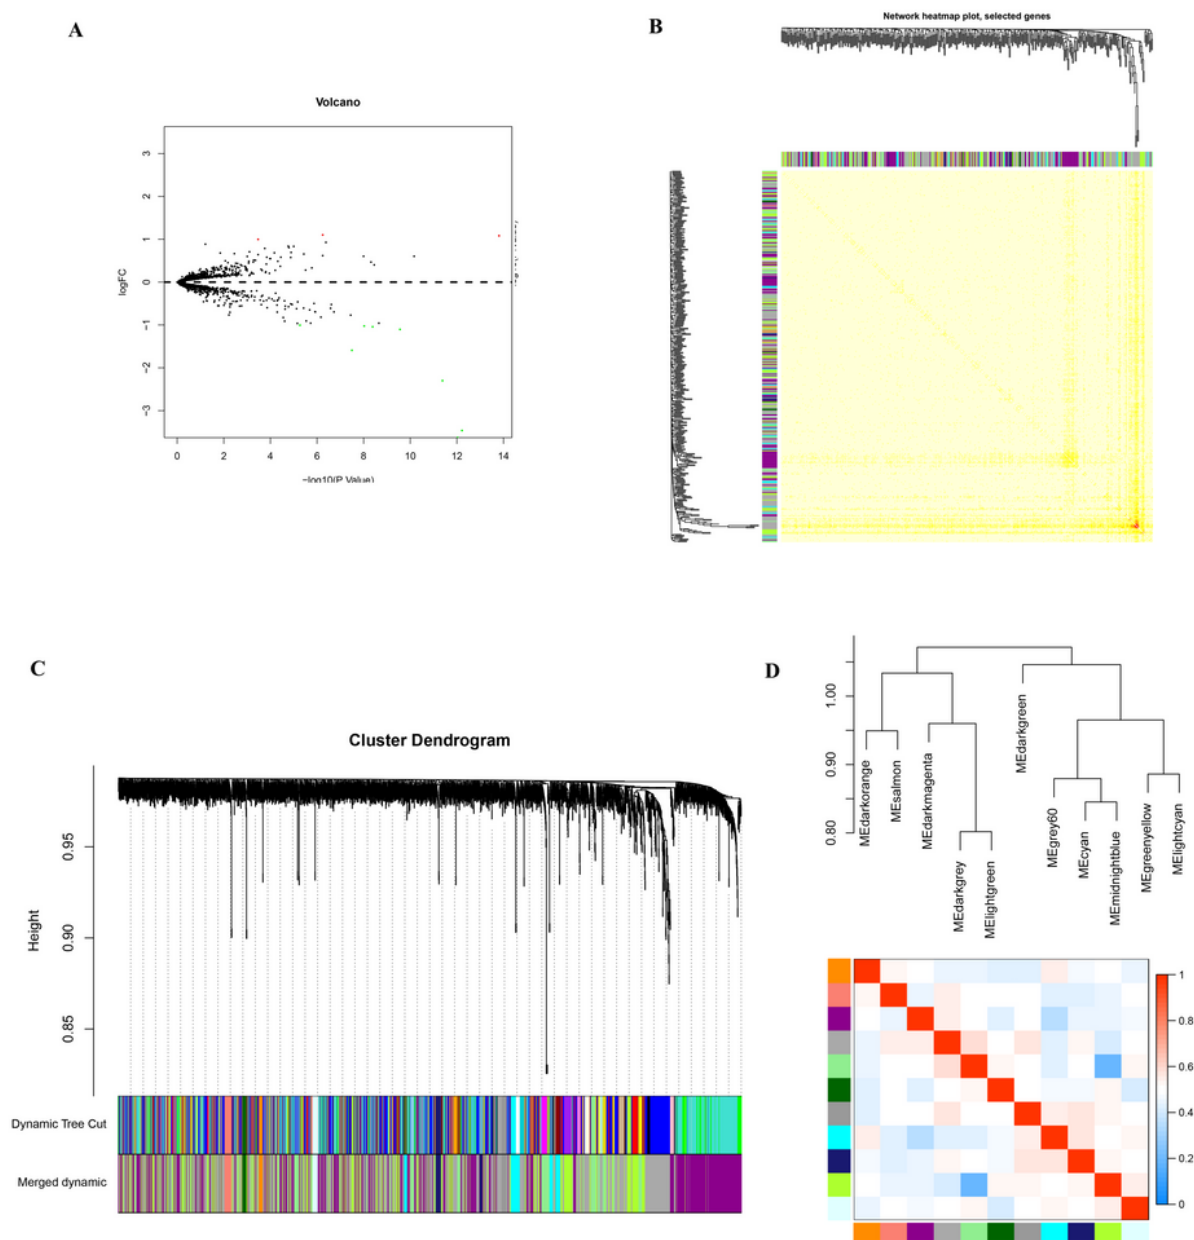 A
Volcano
3
2
1
0
−1
−2
−3
logFC
0 2 4 6 8 10 12 14
−log10(P Value)
B
Network heatmap plot, selected genes
C
Cluster Dendrogram
0.95
0.90
0.85
Height
Dynamic Tree Cut
Merged dynamic
D
1.00
0.90
0.80
MEdarkorange
MEsalmon
MEdarkmagenta
MEdarkgrey
MElightgreen
MEdarkgreen
MEgrey60
MEcyan
MEmidnightblue
MEgreenyellow
MElightcyan
1
0.8
0.6
0.4
0.2
0